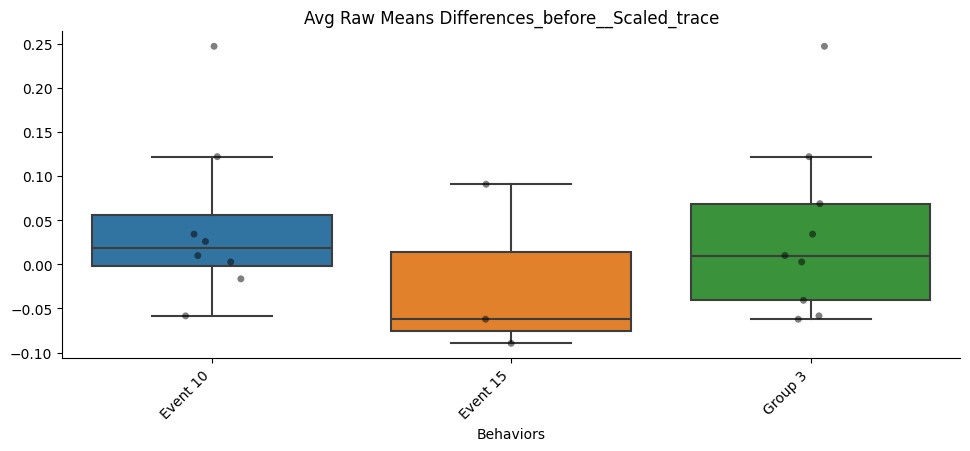 Avg Raw Means Differences_before__Scaled_trace
0.25
0.20
0.15
0.10
0.05
0.00
−0.05
−0.10
Event 10
Event 15
Group 3
Behaviors